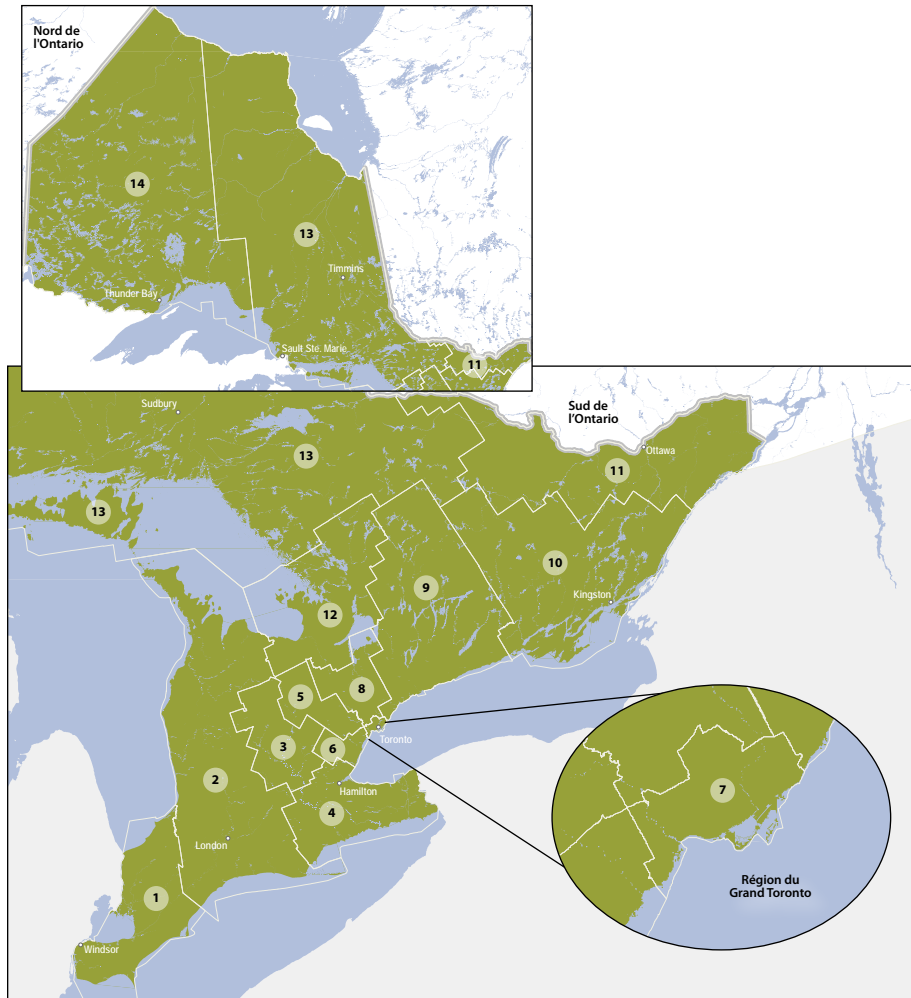 Nord de
l'Ontario
14
13
Timmins
Thunder Bay
Sault Ste. Marie
11
Sudbury
Sud de
l'Ontario
Ottawa
13
11
13
10
9
Kingston
12
8
5
Toronto
3
6
2
7
Hamilton
4
London
Région du
Grand Toronto
1
Windsor